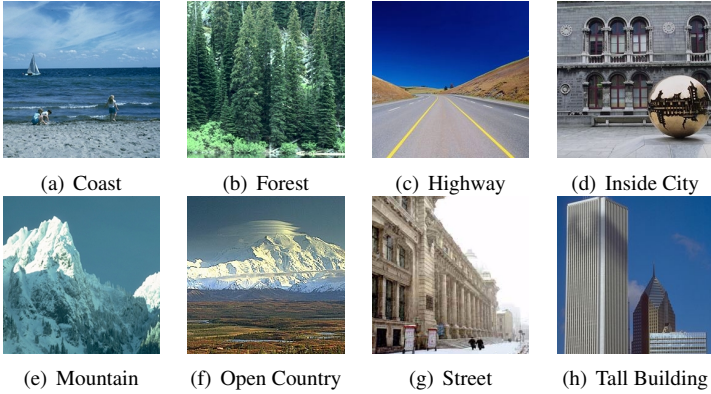 (a) Coast
(b) Forest
(c) Highway
(d) Inside City
(e) Mountain
(f) Open Country
(g) Street
(h) Tall Building